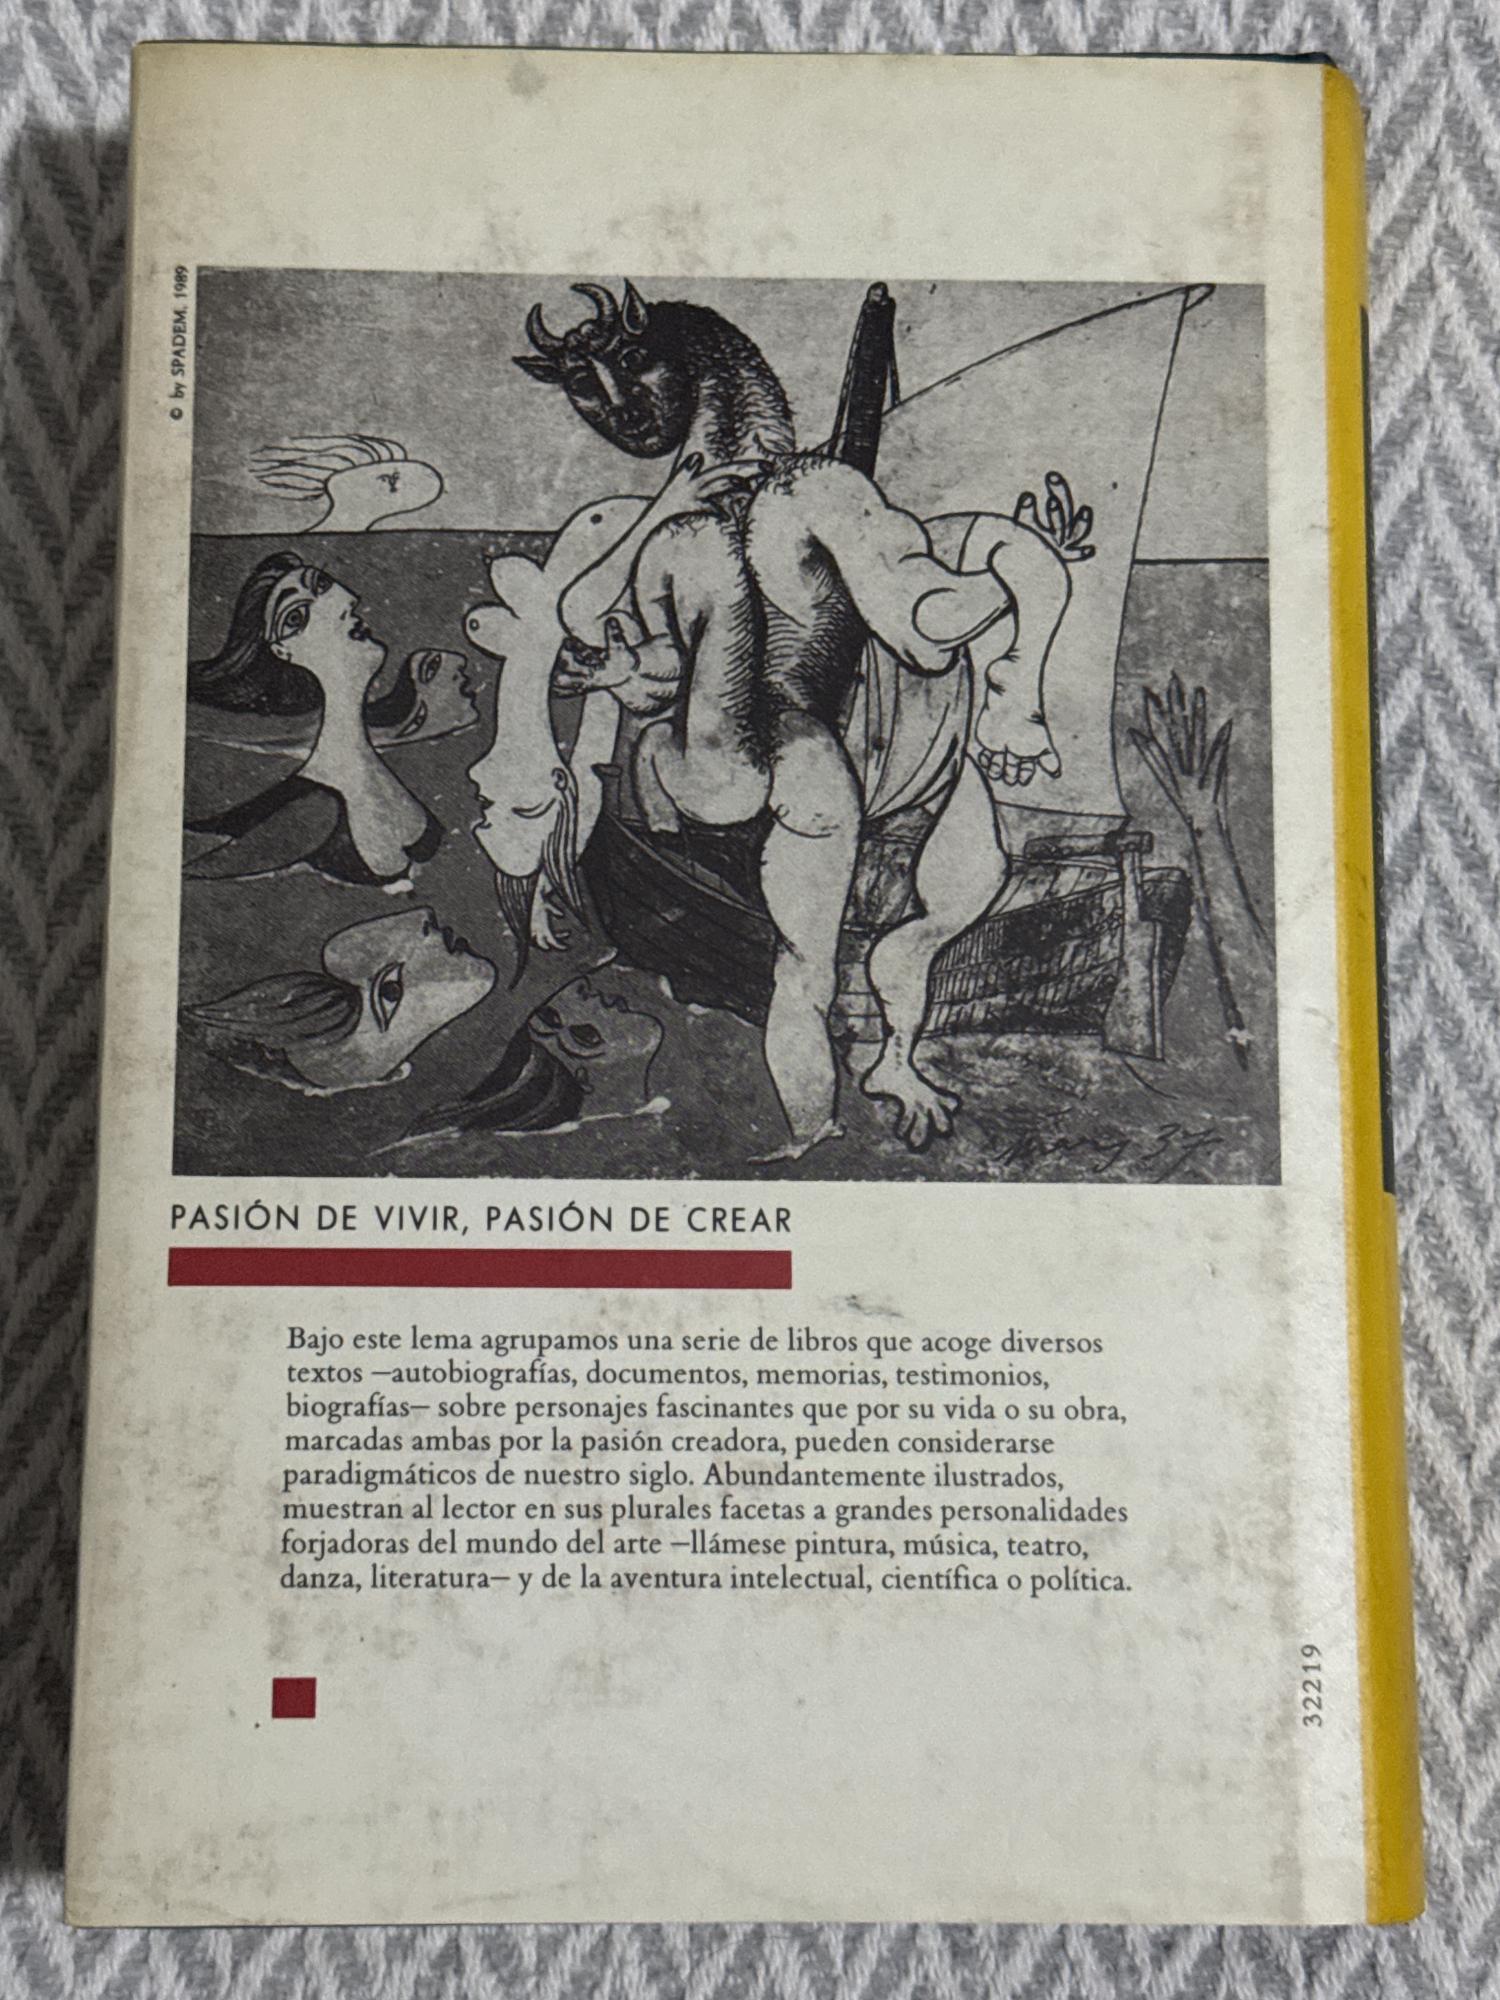 © by SPADEM, 1989
PASIÓN DE VIVIR, PASIÓN DE CREAR
Bajo este lema agrupamos una serie de libros que acoge diversos
textos —autobiografías, documentos, memorias, testimonios,
biografías— sobre personajes fascinantes que por su vida o su obra,
marcadas ambas por la pasión creadora, pueden considerarse
paradigmáticos de nuestro siglo. Abundantemente ilustrados,
muestran al lector en sus plurales facetas a grandes personalidades
forjadoras del mundo del arte —llámese pintura, música, teatro,
danza, literatura— y de la aventura intelectual, científica o política.
32219